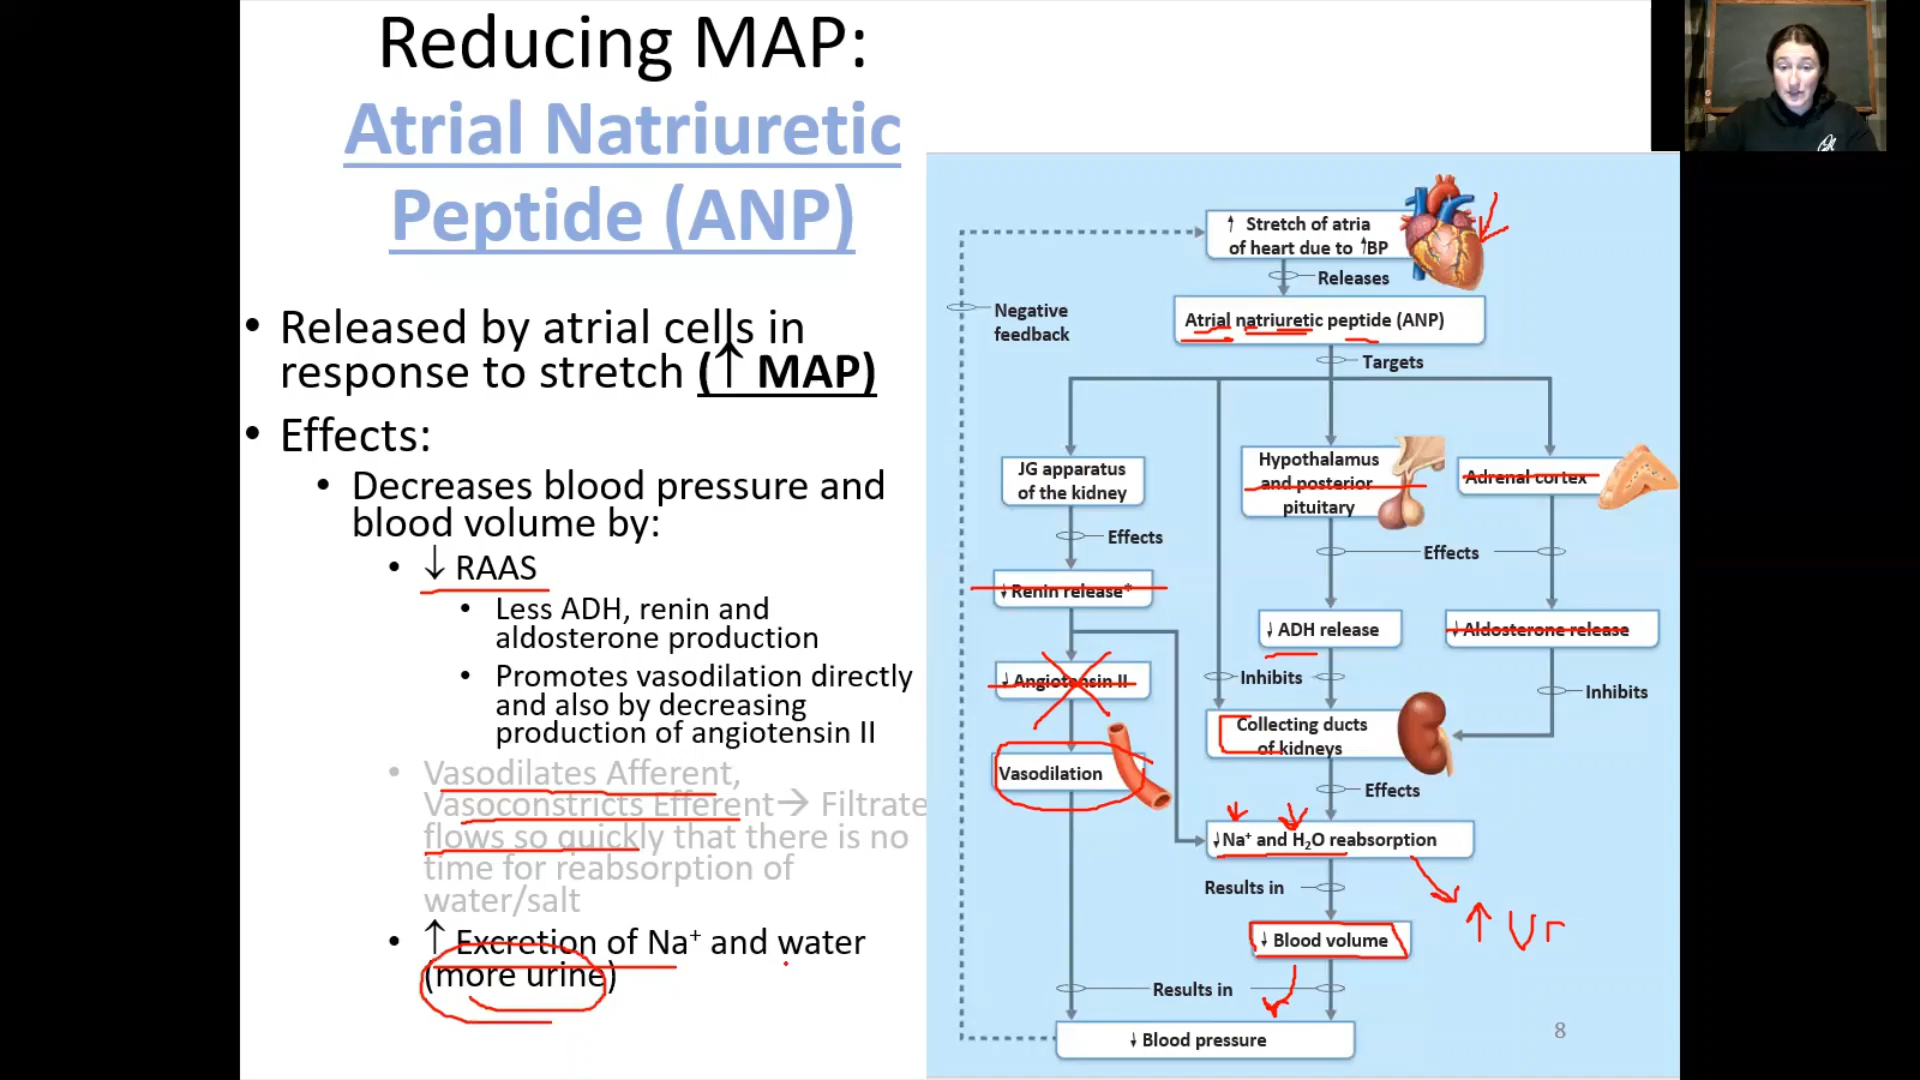 Reducing MAP:
Atrial Natriuretic
Peptide (ANP)
• Released by atrial cells in
response to stretch (↑ MAP)
• Effects:
• Decreases blood pressure and
blood volume by:
• ↓ RAAS
• Less ADH, renin and
aldosterone production
• Promotes vasodilation directly
and also by decreasing
production of angiotensin II
• Vasodilates Afferent,
Vasoconstricts Efferent→ Filtrate
flows so quickly that there is no
time for reabsorption of
water/salt
• ↑ Excretion of Na⁺ and water
(more urine)
↑ Stretch of atria
of heart due to ↑BP
Releases
Negative
feedback
Atrial natriuretic peptide (ANP)
Targets
JG apparatus
of the kidney
Hypothalamus
and posterior
pituitary
Adrenal cortex
Effects
Effects
↓ Renin release*
↓ ADH release
↓ Aldosterone release
↓ Angiotensin II
Inhibits
Inhibits
Collecting ducts
of kidneys
Vasodilation
Effects
↓ Na⁺ and H₂O reabsorption
Results in
↑ Ur
↓ Blood volume
Results in
↓ Blood pressure
8